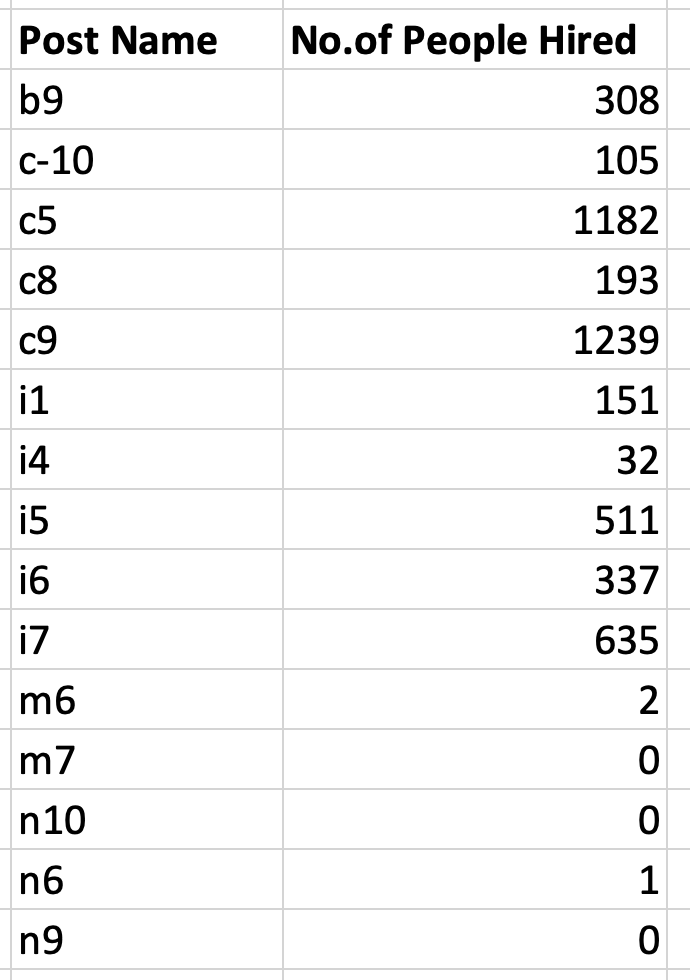 Post Name No.of People Hired
b9 308
c-10 105
c5 1182
c8 193
c9 1239
i1 151
i4 32
i5 511
i6 337
i7 635
m6 2
m7 0
n10 0
n6 1
n9 0